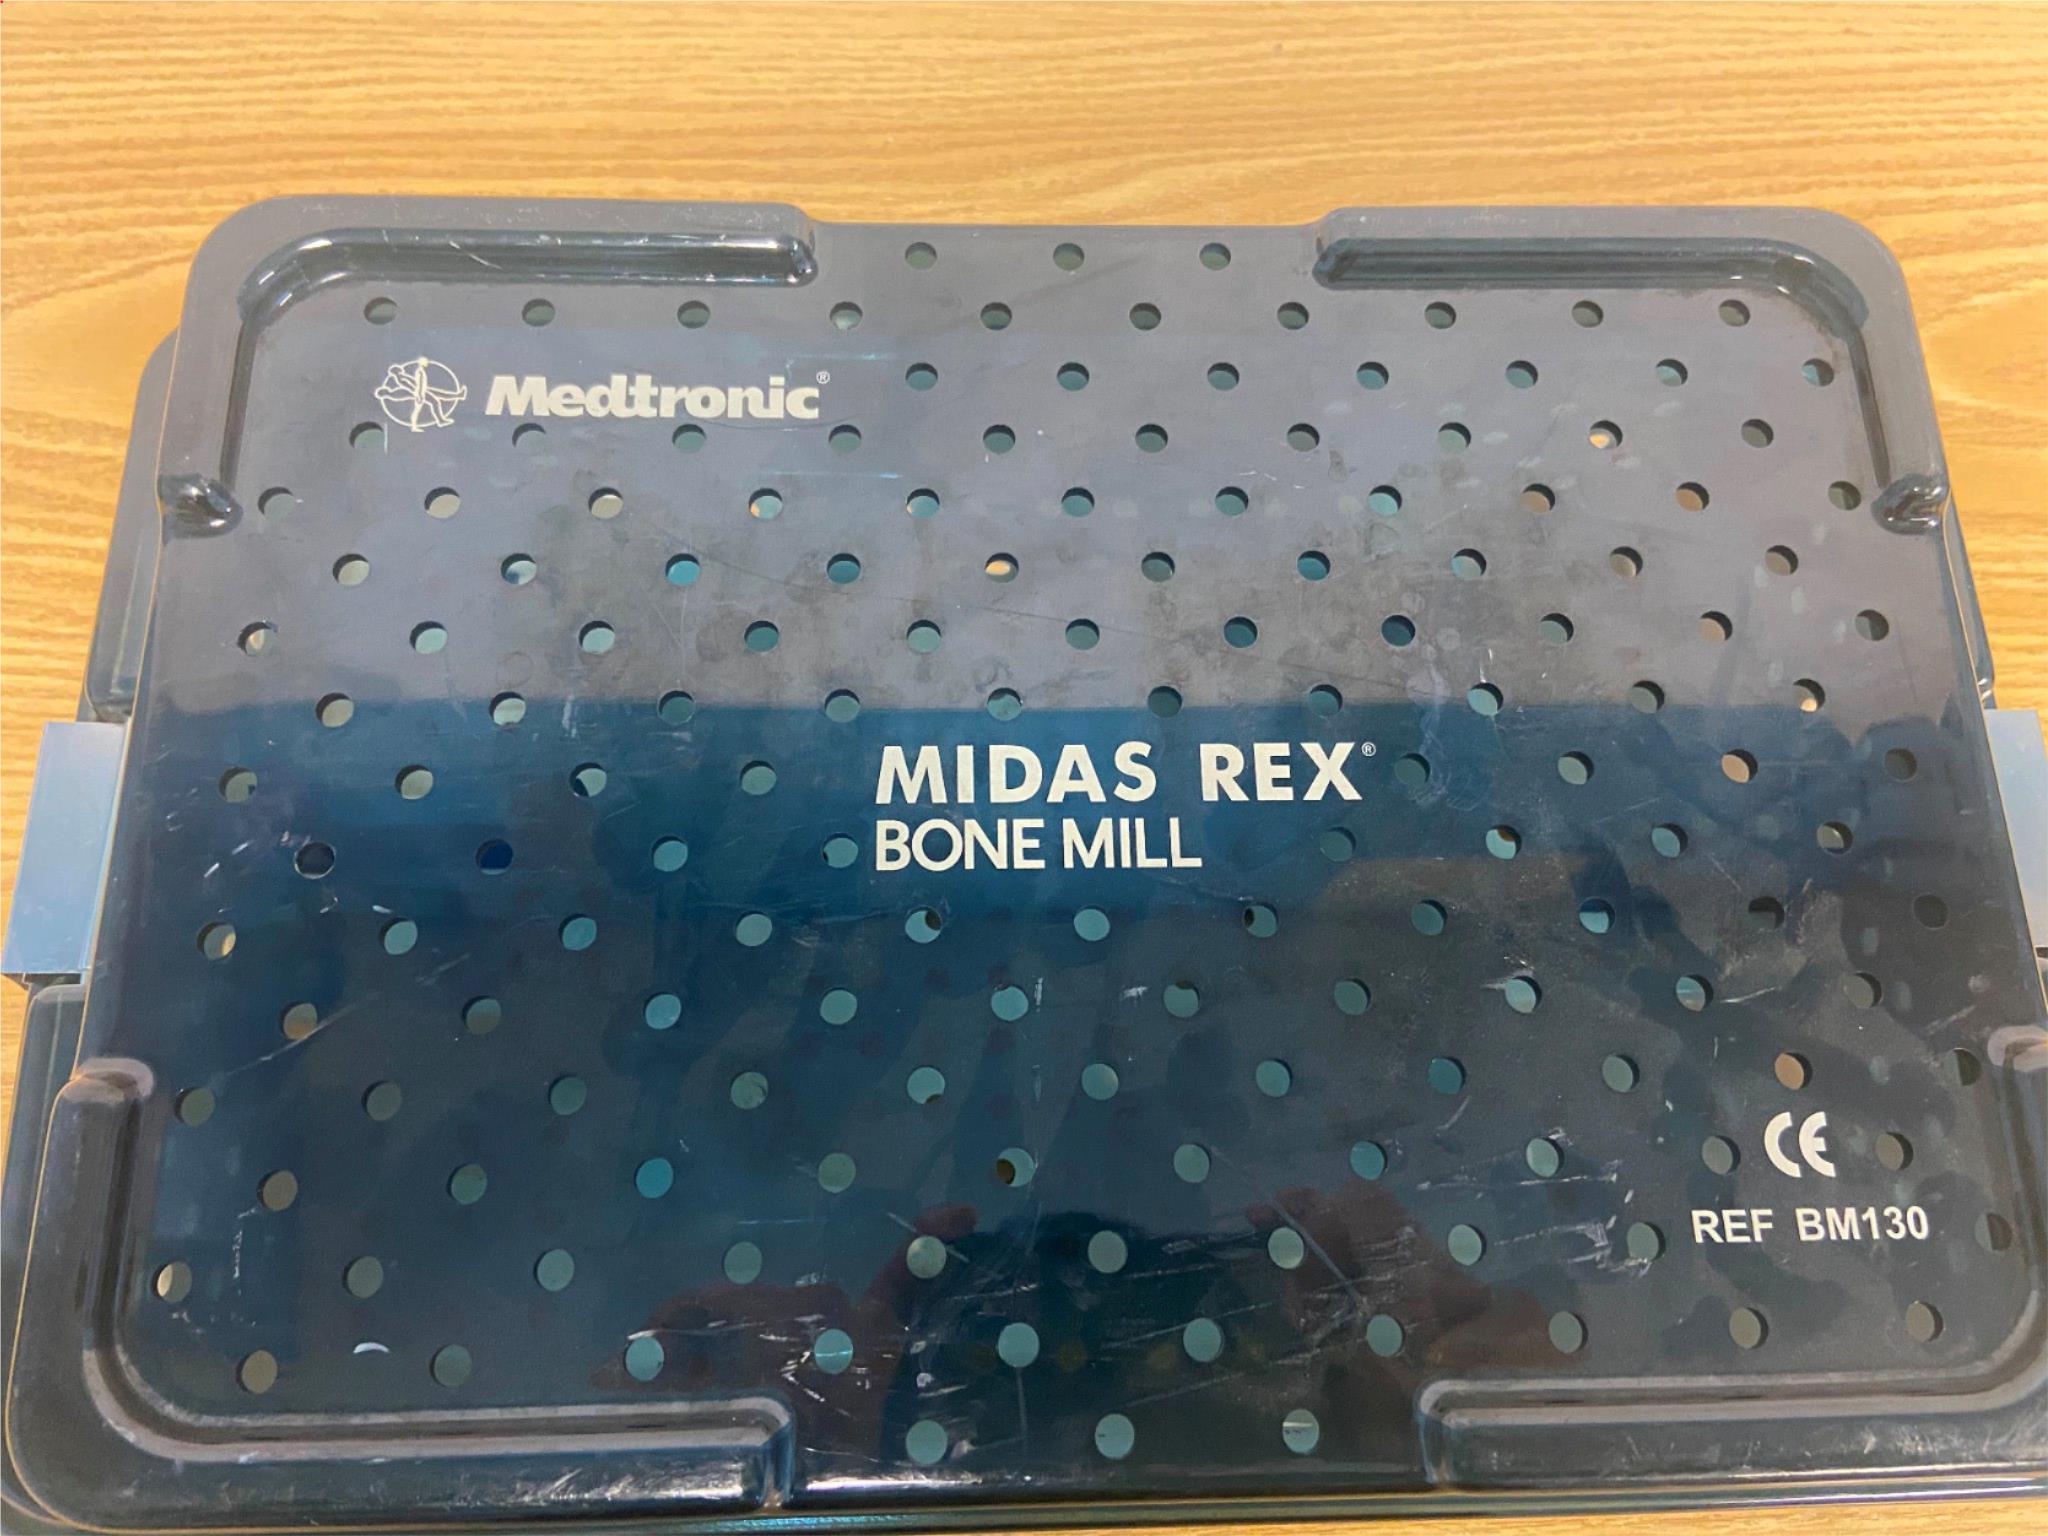 Medtronic®
MIDAS REX®
BONE MILL
CE
REF BM130